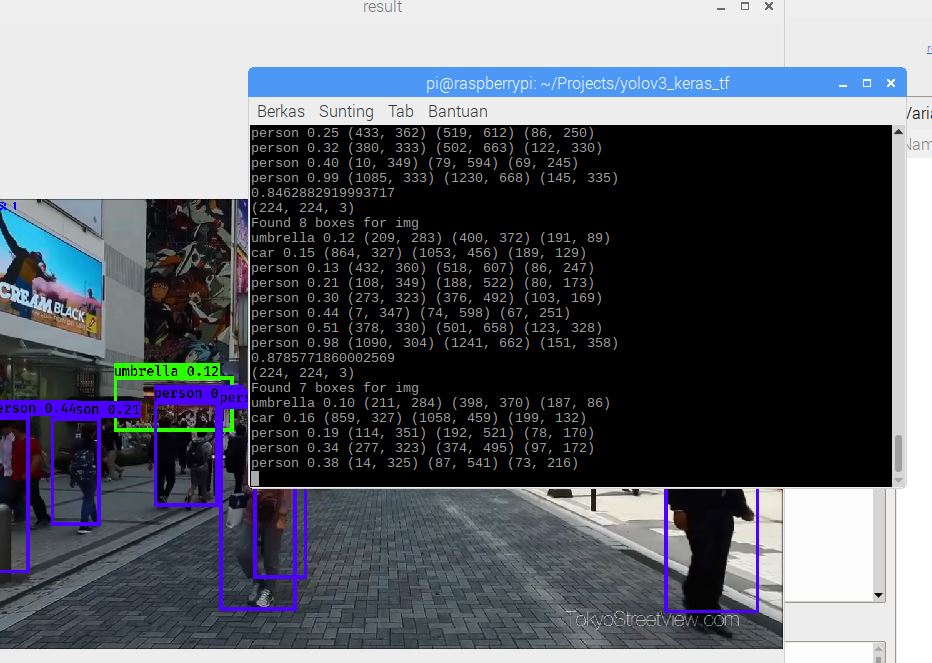 result
pi@raspberrypi: ~/Projects/yolov3_keras_tf
Berkas Sunting Tab Bantuan
person 0.25 (433, 362) (519, 612) (86, 250)
person 0.32 (380, 333) (502, 663) (122, 330)
person 0.40 (10, 349) (79, 594) (69, 245)
person 0.99 (1085, 333) (1230, 668) (145, 335)
0.8462882919993717
(224, 224, 3)
Found 8 boxes for img
umbrella 0.12 (209, 283) (400, 372) (191, 89)
car 0.15 (864, 327) (1053, 456) (189, 129)
person 0.13 (432, 360) (518, 607) (86, 247)
person 0.21 (108, 349) (188, 522) (80, 173)
person 0.30 (273, 323) (376, 492) (103, 169)
person 0.44 (7, 347) (74, 598) (67, 251)
person 0.51 (378, 330) (501, 658) (123, 328)
person 0.98 (1090, 304) (1241, 662) (151, 358)
0.8785771860002569
(224, 224, 3)
Found 7 boxes for img
umbrella 0.10 (211, 284) (398, 370) (187, 86)
car 0.16 (859, 327) (1058, 459) (199, 132)
person 0.19 (114, 351) (192, 521) (78, 170)
person 0.34 (277, 323) (374, 495) (97, 172)
person 0.38 (14, 325) (87, 541) (73, 216)
CREAM BLACK
umbrella 0.12
person 0
pers
erson 0.44
son 0.21
TokyoStreetView.com